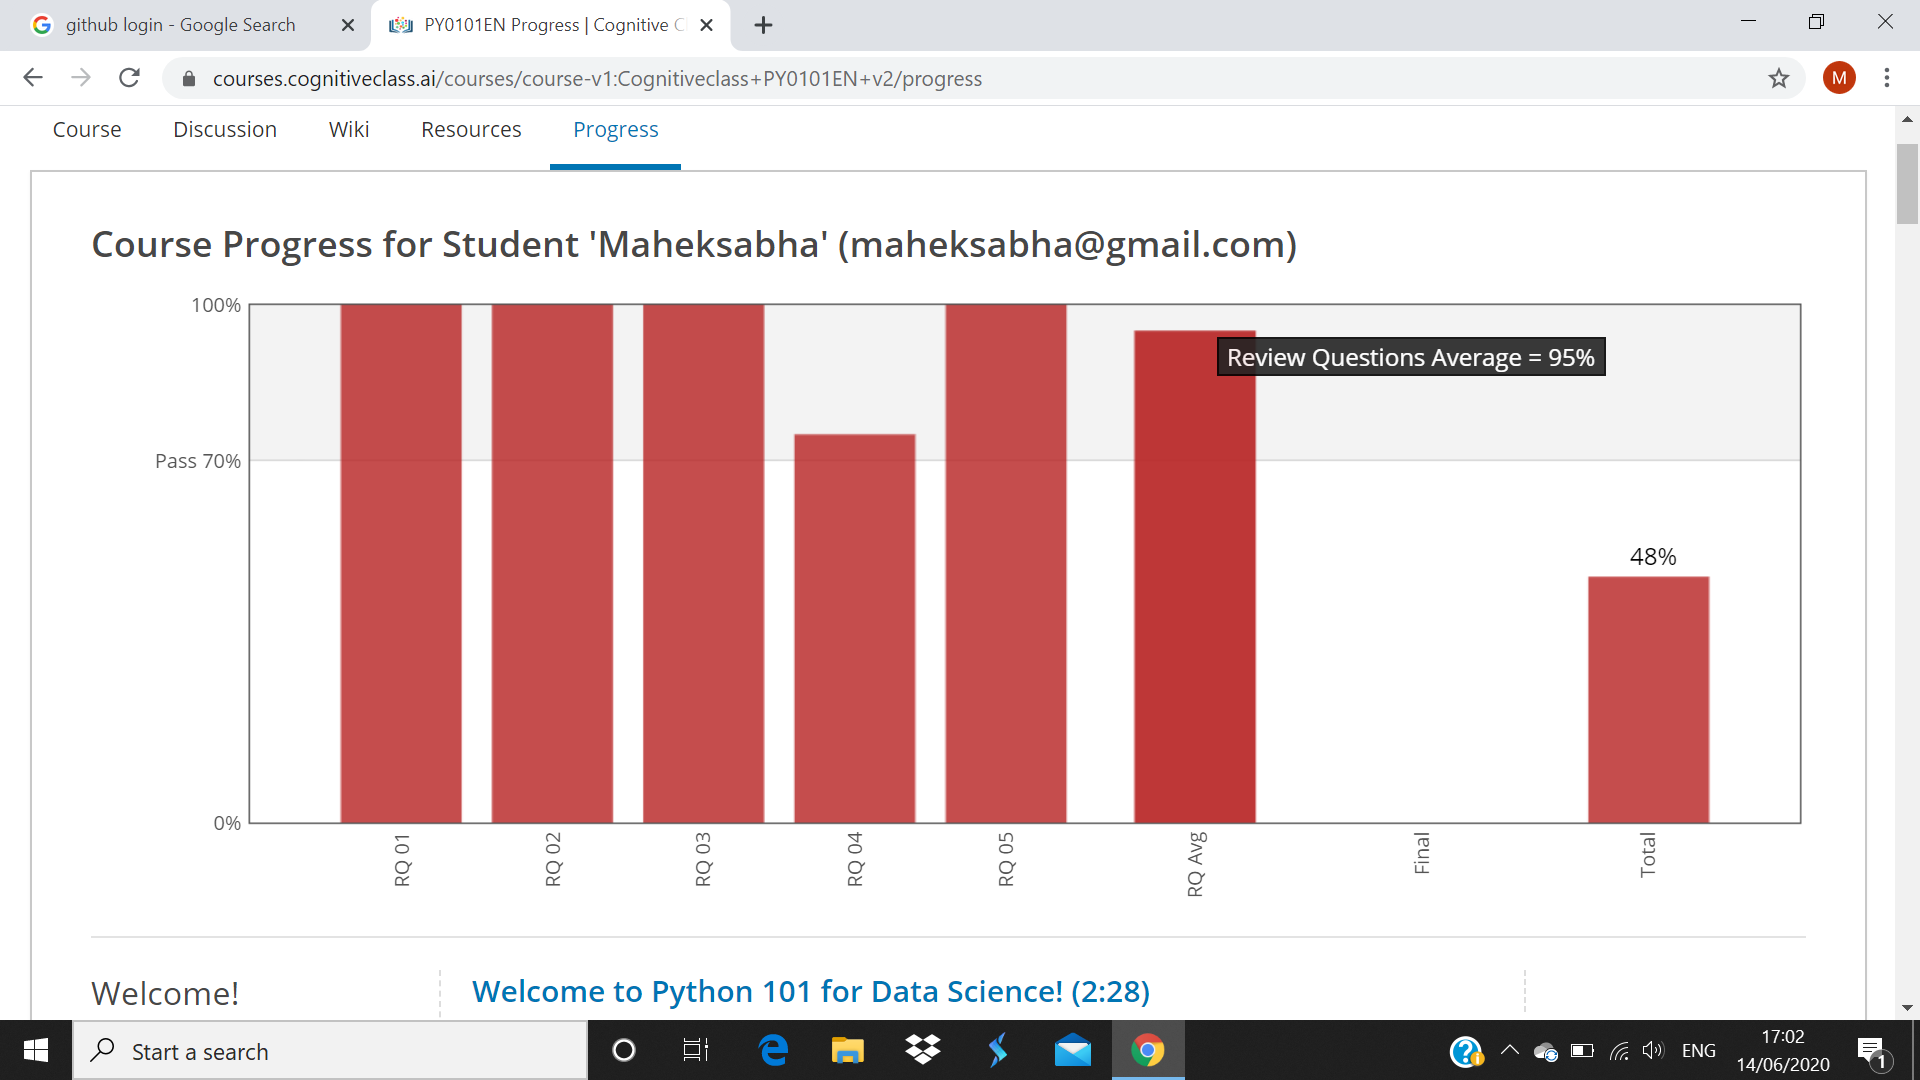 github login - Google Search
PY0101EN Progress | Cognitive C
courses.cognitiveclass.ai/courses/course-v1:Cognitiveclass+PY0101EN+v2/progress
M
Course Discussion Wiki Resources Progress
Course Progress for Student 'Maheksabha' (maheksabha@gmail.com)
100%
Review Questions Average = 95%
Pass 70%
48%
0%
RQ 01
RQ 02
RQ 03
RQ 04
RQ 05
RQ Avg
Final
Total
Welcome!
Welcome to Python 101 for Data Science! (2:28)
Start a search
ENG
17:02
14/06/2020
1